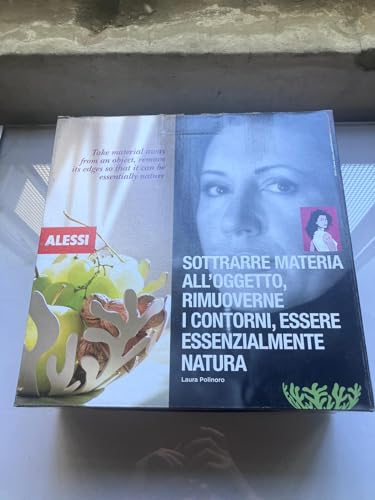 Take material away
from an object, remove
its edges so that it can be
essentially nature
ALESSI
SOTTRARRE MATERIA
ALL'OGGETTO,
RIMUOVERNE
I CONTORNI, ESSERE
ESSENZIALMENTE
NATURA
Laura Polinoro